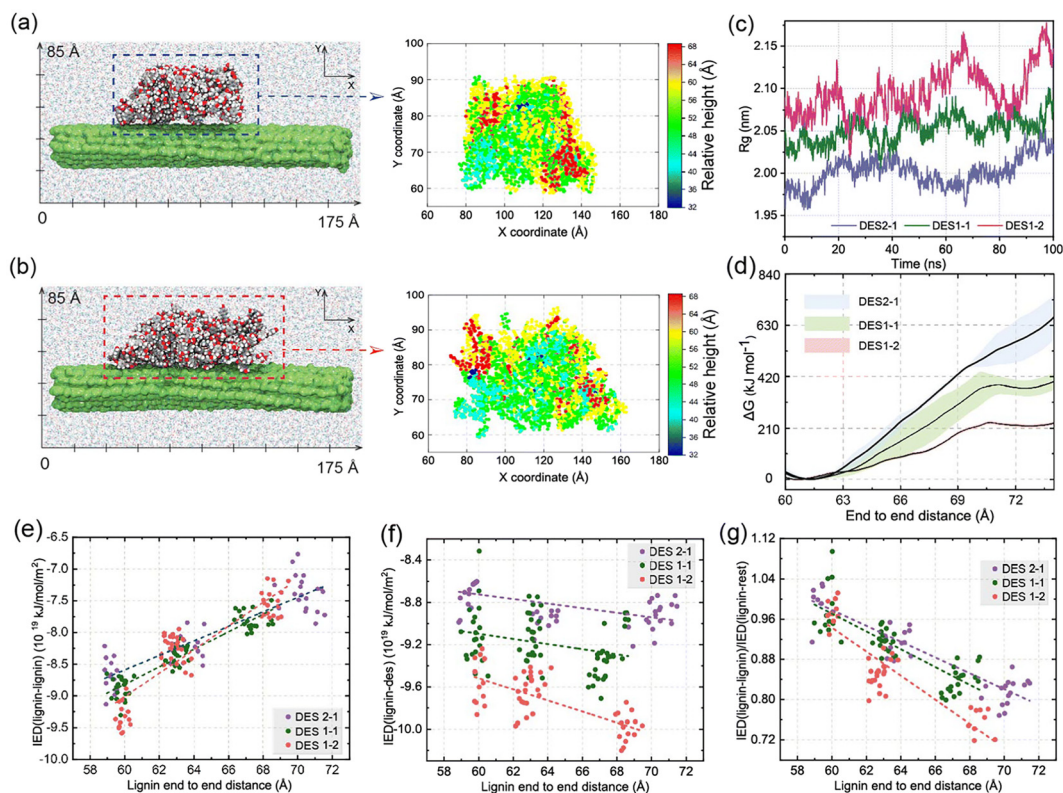 (a)
85 Å
Y
X
0
175 Å
100
90
80
70
60
Y coordinate (Å)
60 80 100 120 140 160 180
X coordinate (Å)
68
64
60
56
52
48
44
40
36
32
Relative height (Å)
(b)
85 Å
Y
X
0
175 Å
100
90
80
70
60
Y coordinate (Å)
60 80 100 120 140 160 180
X coordinate (Å)
68
64
60
56
52
48
44
40
36
32
Relative height (Å)
(c)
2.15
2.10
2.05
2.00
1.95
Rg (nm)
DES2-1 DES1-1 DES1-2
0 20 40 60 80 100
Time (ns)
(d)
840
630
420
210
0
ΔG (kJ mol⁻¹)
DES2-1
DES1-1
DES1-2
60 63 66 69 72
End to end distance (Å)
(e)
-6.5
-7.0
-7.5
-8.0
-8.5
-9.0
-9.5
-10.0
IED(lignin-lignin) (10 ¹⁹ kJ/mol/m²)
DES 2-1
DES 1-1
DES 1-2
58 60 62 64 66 68 70 72
Lignin end to end distance (Å)
(f)
-8.4
-8.8
-9.2
-9.6
-10.0
IED(lignin-des) (10¹⁹ kJ/mol/m²)
DES 2-1
DES 1-1
DES 1-2
58 60 62 64 66 68 70 72
Lignin end to end distance (Å)
(g)
1.12
1.04
0.96
0.88
0.80
0.72
IED(lignin-lignin)/IED(lignin-rest)
DES 2-1
DES 1-1
DES 1-2
58 60 62 64 66 68 70 72
Lignin end to end distance (Å)